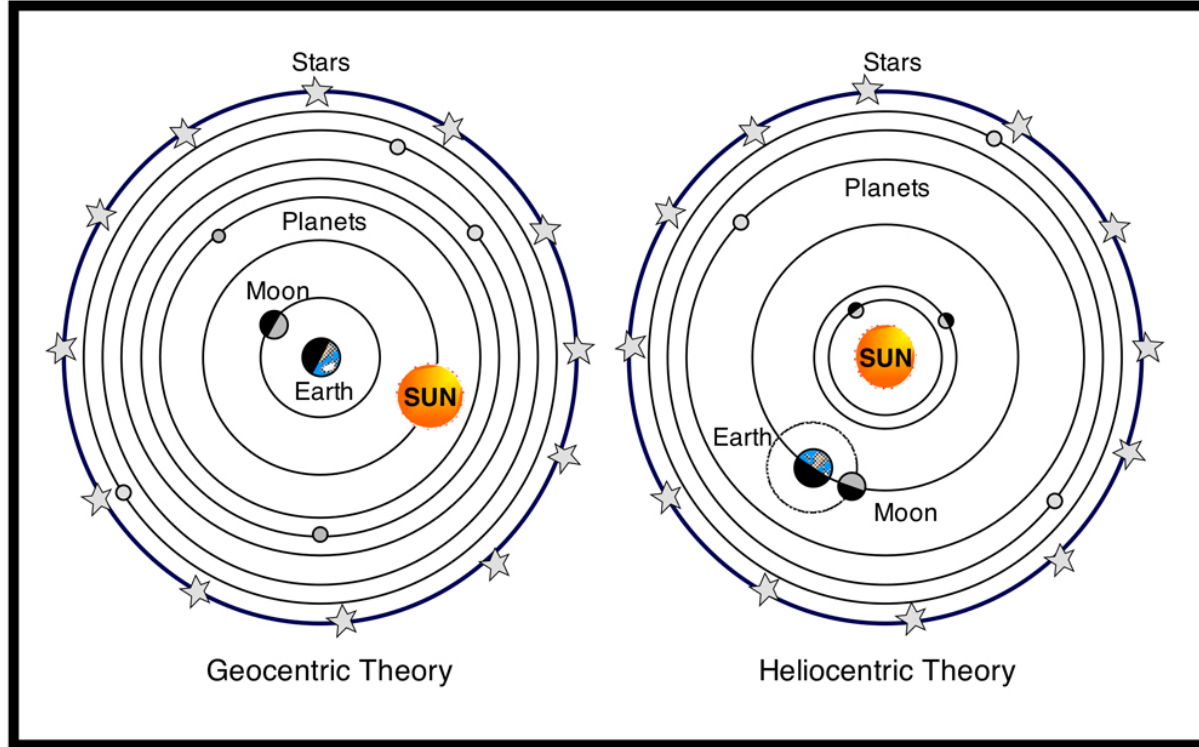 Stars
Planets
Moon
Earth
SUN
Geocentric Theory
Stars
Planets
SUN
Earth
Moon
Heliocentric Theory